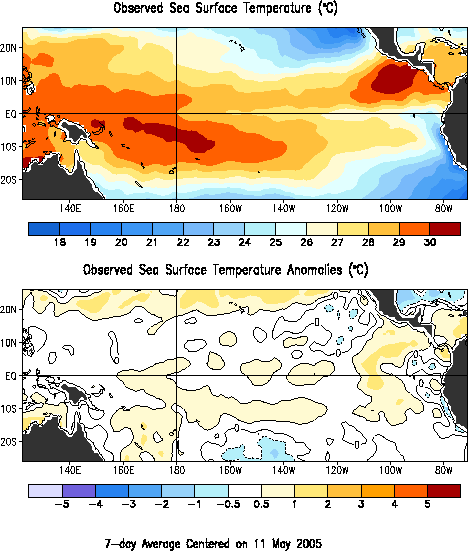 Observed Sea Surface Temperature (°C)
20N
10N
EQ
10S
20S
140E 160E 180 160W 140W 120W 100W 80W
18 19 20 21 22 23 24 25 26 27 28 29 30
Observed Sea Surface Temperature Anomalies (°C)
20N
10N
EQ
10S
20S
140E 160E 180 160W 140W 120W 100W 80W
-5 -4 -3 -2 -1 -0.5 0.5 1 2 3 4 5
7-day Average Centered on 11 May 2005